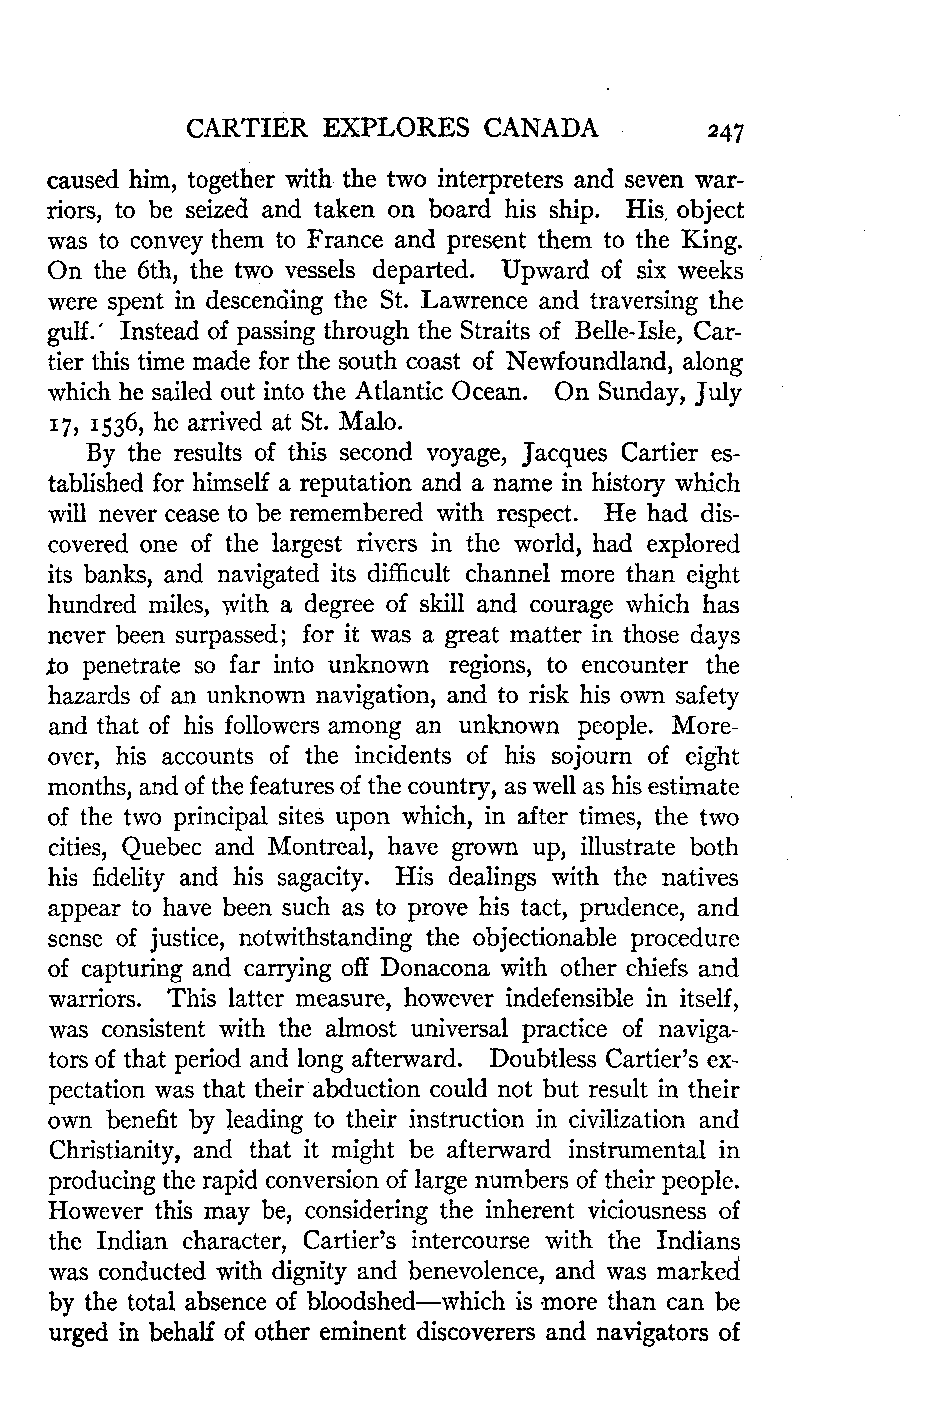 CARTIER EXPLORES CANADA 247
caused him, together with the two interpreters and seven war-
riors, to be seized and taken on board his ship. His object
was to convey them to France and present them to the King.
On the 6th, the two vessels departed. Upward of six weeks
were spent in descending the St. Lawrence and traversing the
gulf.' Instead of passing through the Straits of Belle-Isle, Car-
tier this time made for the south coast of Newfoundland, along
which he sailed out into the Atlantic Ocean. On Sunday, July
17, 1536, he arrived at St. Malo.
By the results of this second voyage, Jacques Cartier es-
tablished for himself a reputation and a name in history which
will never cease to be remembered with respect. He had dis-
covered one of the largest rivers in the world, had explored
its banks, and navigated its difficult channel more than eight
hundred miles, with a degree of skill and courage which has
never been surpassed; for it was a great matter in those days
to penetrate so far into unknown regions, to encounter the
hazards of an unknown navigation, and to risk his own safety
and that of his followers among an unknown people. More-
over, his accounts of the incidents of his sojourn of eight
months, and of the features of the country, as well as his estimate
of the two principal sites upon which, in after times, the two
cities, Quebec and Montreal, have grown up, illustrate both
his fidelity and his sagacity. His dealings with the natives
appear to have been such as to prove his tact, prudence, and
sense of justice, notwithstanding the objectionable procedure
of capturing and carrying off Donacona with other chiefs and
warriors. This latter measure, however indefensible in itself,
was consistent with the almost universal practice of naviga-
tors of that period and long afterward. Doubtless Cartier's ex-
pectation was that their abduction could not but result in their
own benefit by leading to their instruction in civilization and
Christianity, and that it might be afterward instrumental in
producing the rapid conversion of large numbers of their people.
However this may be, considering the inherent viciousness of
the Indian character, Cartier's intercourse with the Indians
was conducted with dignity and benevolence, and was marked
by the total absence of bloodshed—which is more than can be
urged in behalf of other eminent discoverers and navigators of